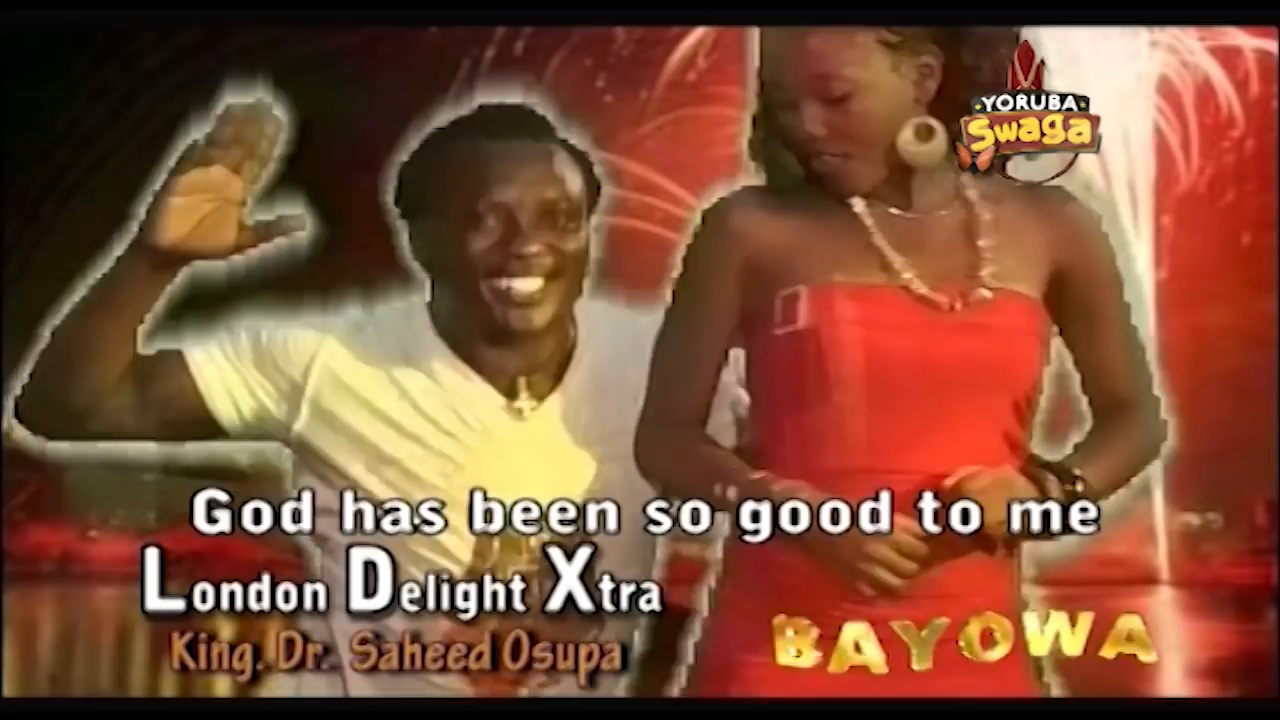 YORUBA
Swaga
God has been so good to me
London Delight Xtra
King. Dr. Saheed Osupa
BAYOWA